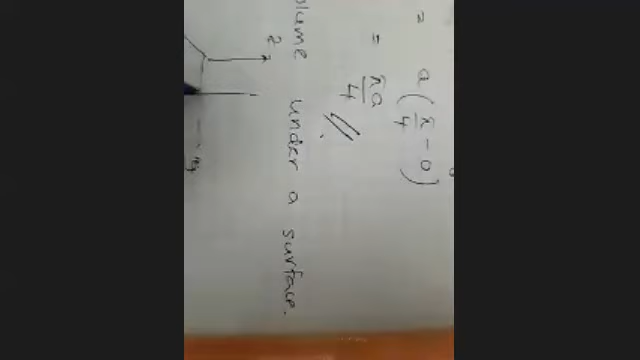 = a(π/4 - 0)
= πa/4 //
volume under a surface.
z
y